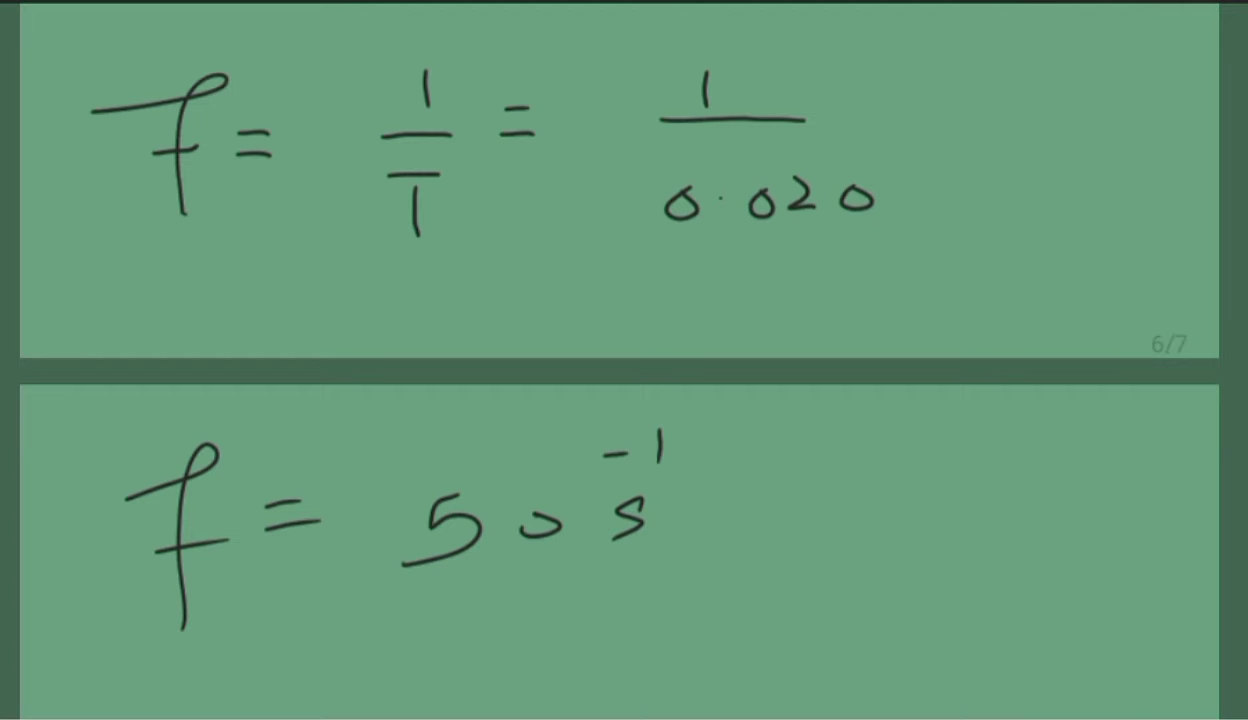 f = 1/T = 1/0.020
6/7
f = 50 s⁻¹